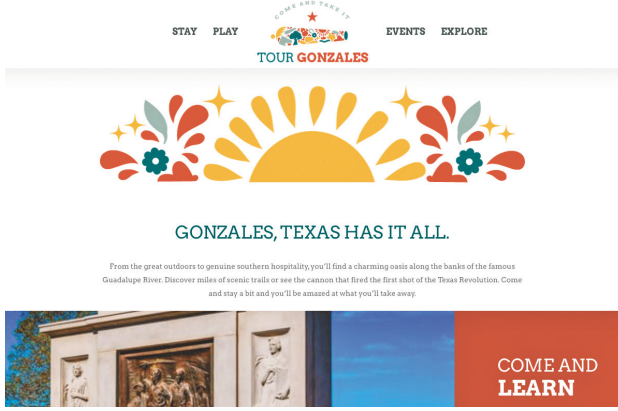 COME AND TAKE IT
STAY PLAY EVENTS EXPLORE
TOUR GONZALES
GONZALES, TEXAS HAS IT ALL.
From the great outdoors to genuine southern hospitality, you'll find a charming oasis along the banks of the famous
Guadalupe River. Discover miles of scenic trails or see the cannon that fired the first shot of the Texas Revolution. Come
and stay a bit and you'll be amazed at what you'll take away.
COME AND
LEARN